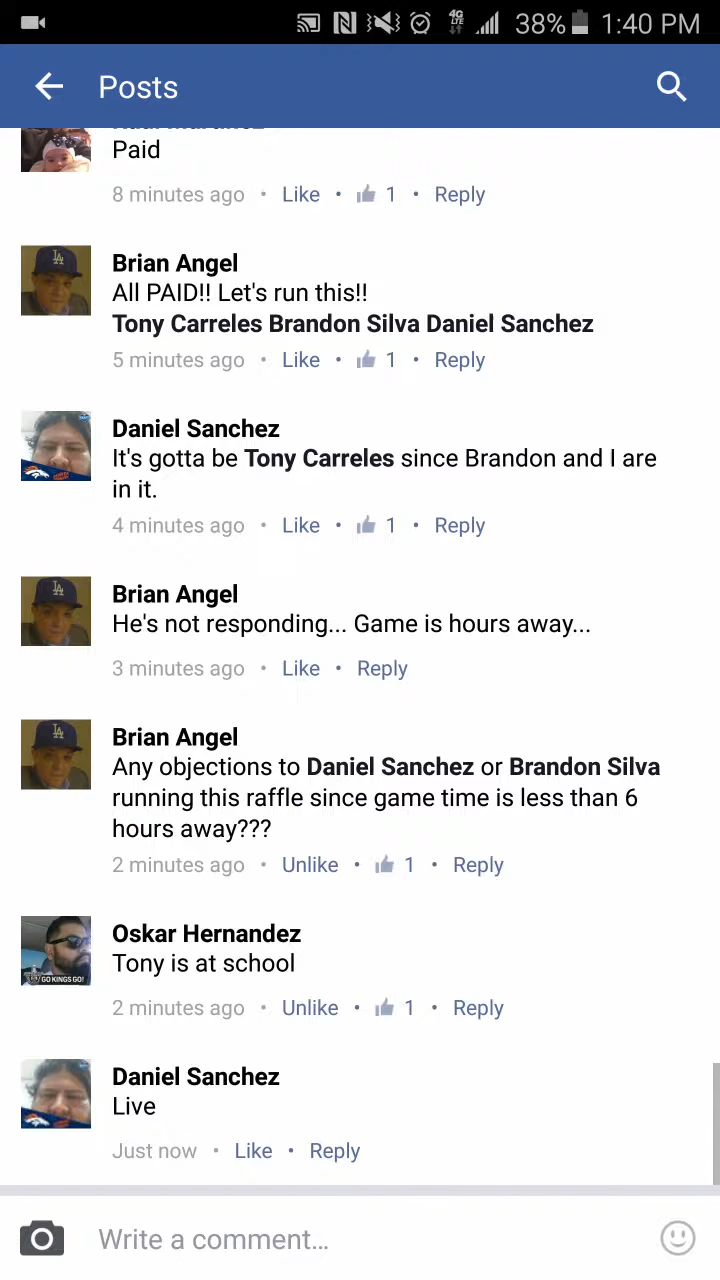 4G
LTE
38%
1:40 PM
Posts
Paid
8 minutes ago • Like • 1 • Reply
Brian Angel
All PAID!! Let's run this!!
Tony Carreles Brandon Silva Daniel Sanchez
5 minutes ago • Like • 1 • Reply
Daniel Sanchez
It's gotta be Tony Carreles since Brandon and I are
in it.
4 minutes ago • Like • 1 • Reply
Brian Angel
He's not responding... Game is hours away...
3 minutes ago • Like • Reply
Brian Angel
Any objections to Daniel Sanchez or Brandon Silva
running this raffle since game time is less than 6
hours away???
2 minutes ago • Unlike • 1 • Reply
Oskar Hernandez
Tony is at school
GO KINGS GO!
2 minutes ago • Unlike • 1 • Reply
Daniel Sanchez
Live
Just now • Like • Reply
Write a comment...